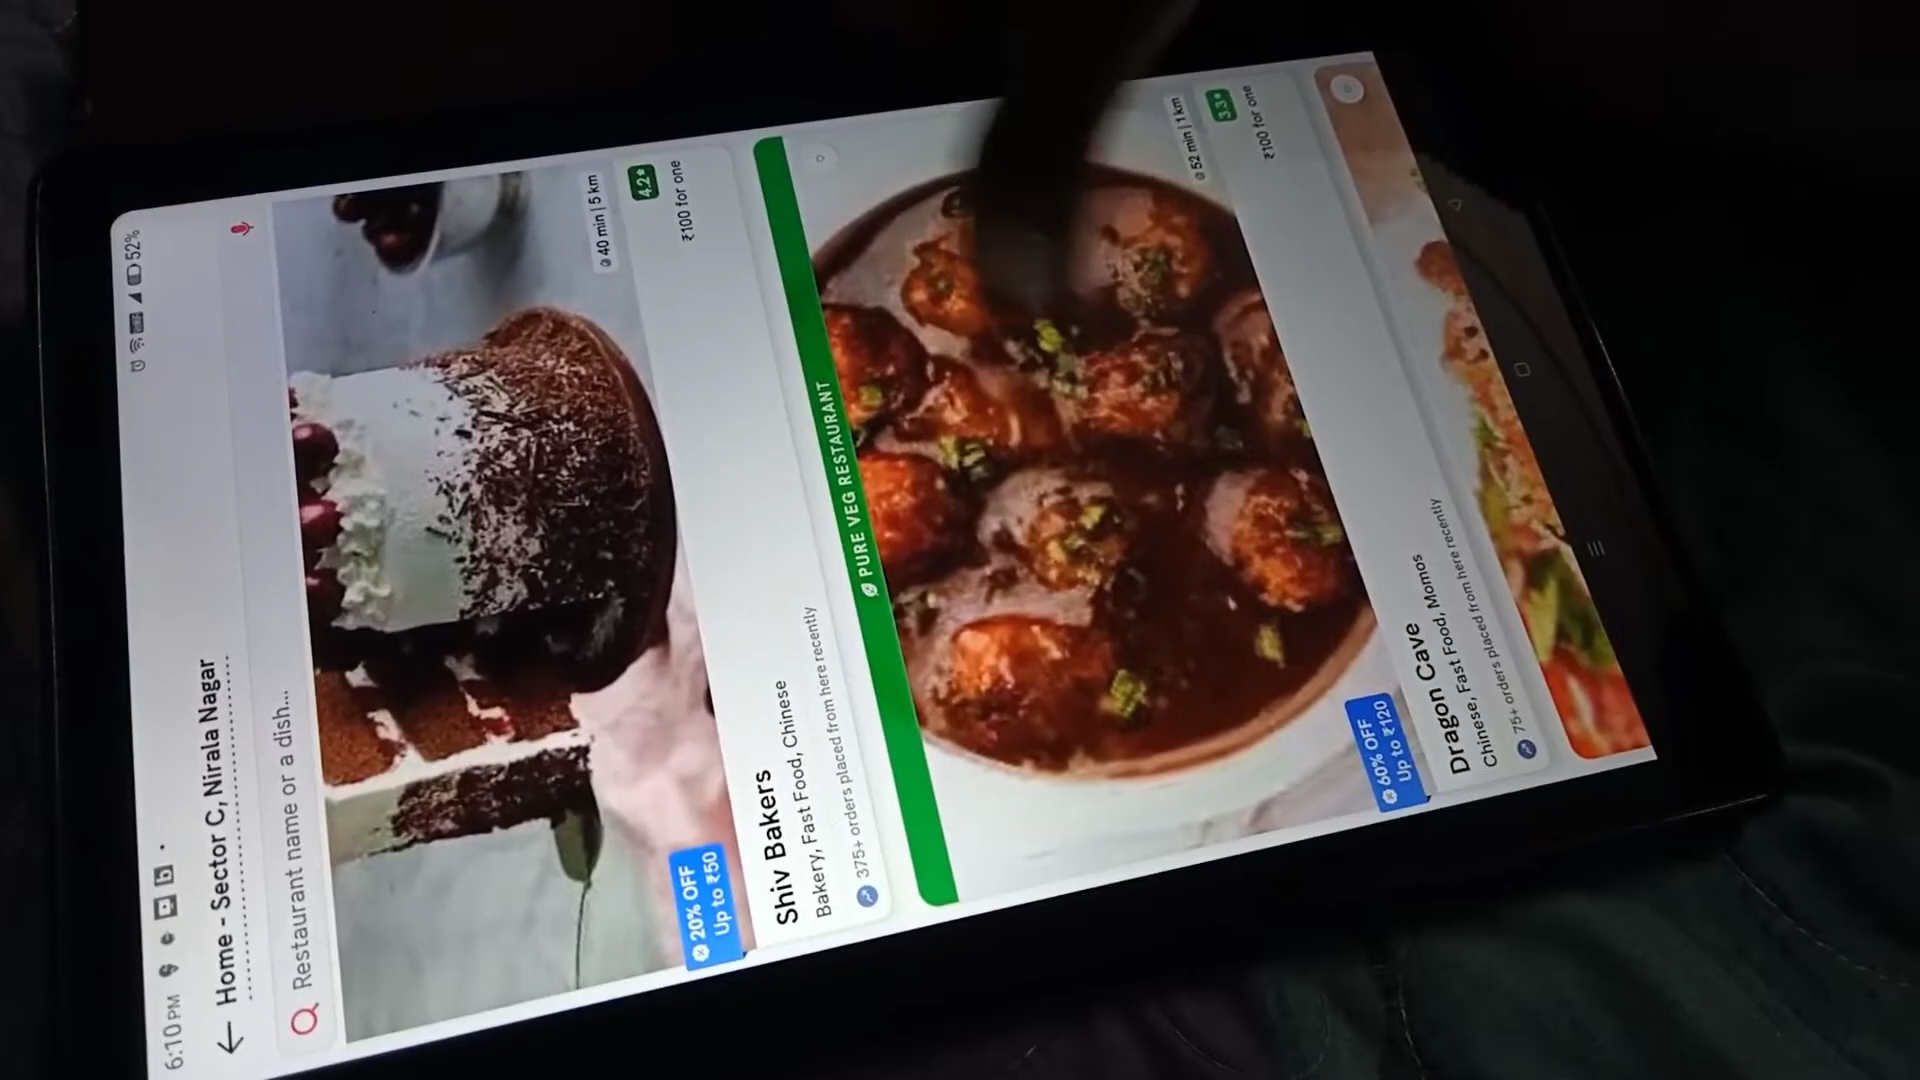 6:10 PM
52%
Home - Sector C, Nirala Nagar
Restaurant name or a dish...
20% OFF
Up to ₹50
40 min | 5 km
Shiv Bakers
4.2
Bakery, Fast Food, Chinese
₹100 for one
375+ orders placed from here recently
PURE VEG RESTAURANT
60% OFF
Up to ₹120
52 min | 1 km
Dragon Cave
3.3
Chinese, Fast Food, Momos
₹100 for one
75+ orders placed from here recently